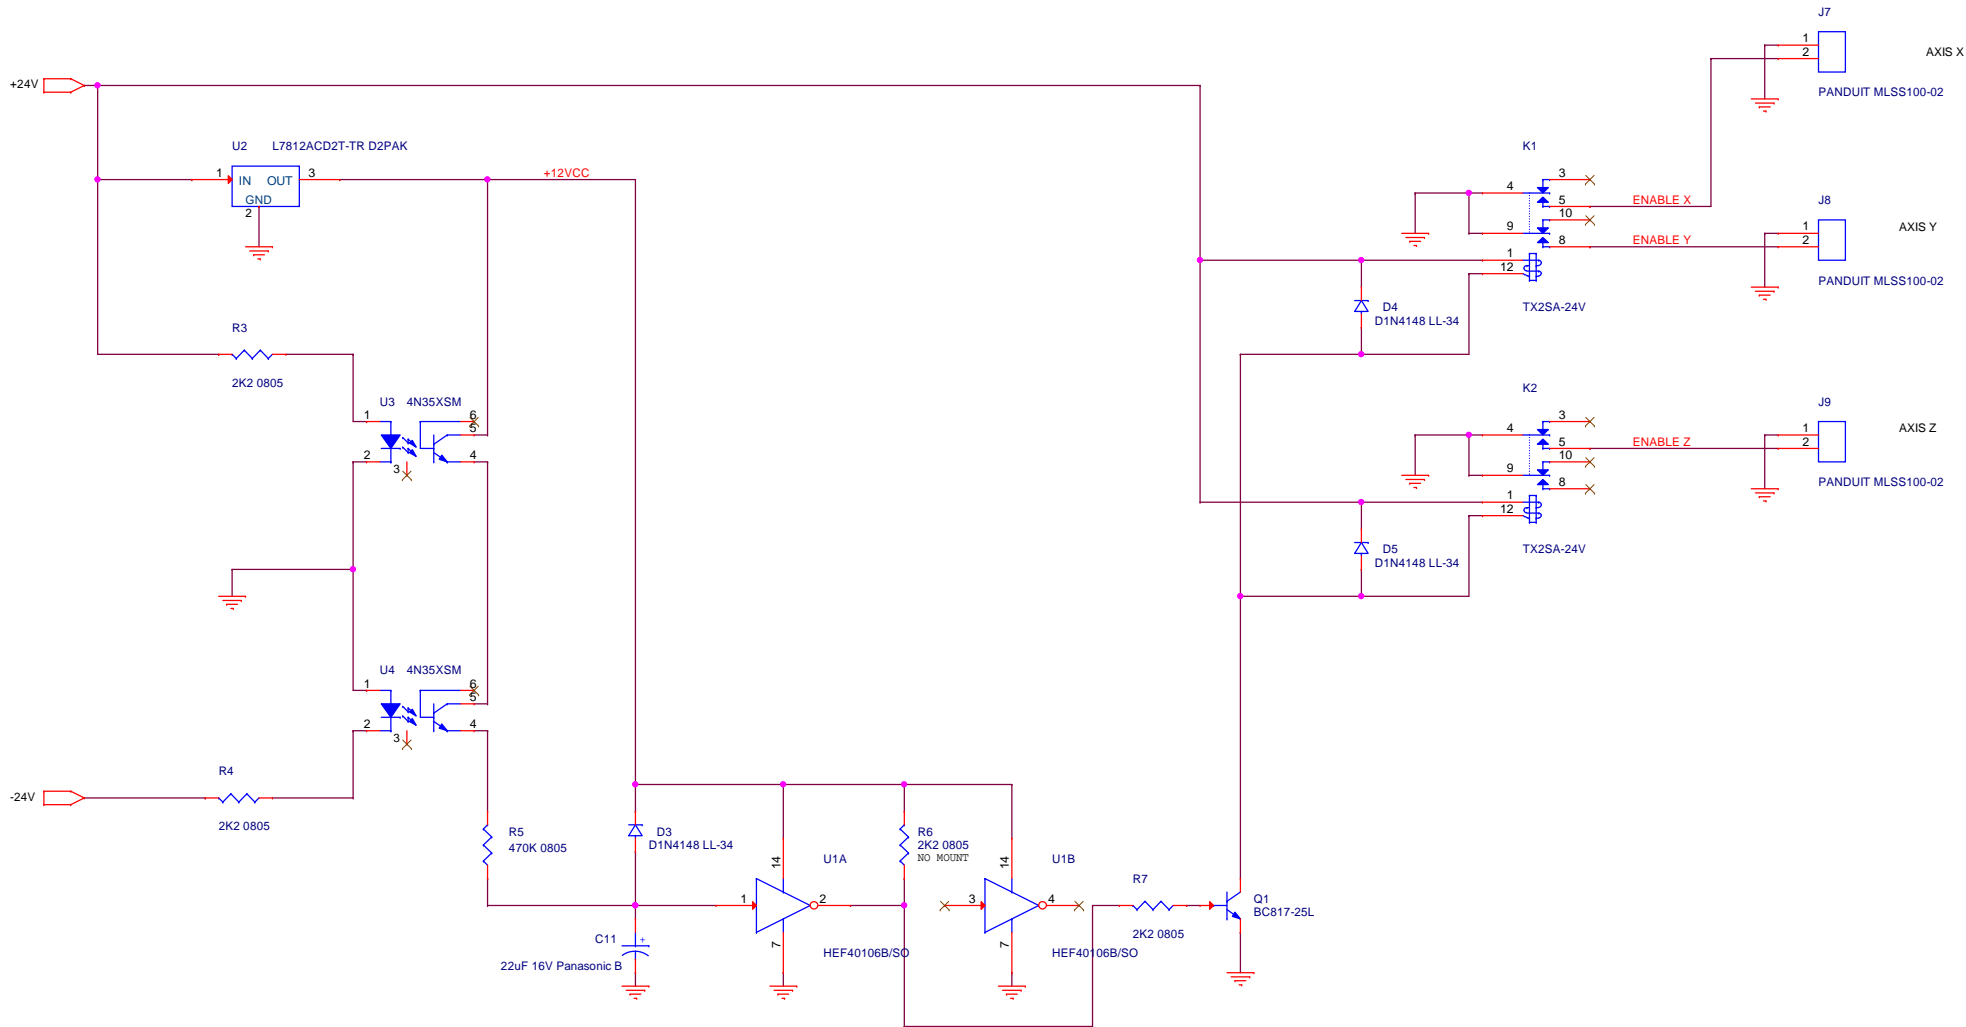 J7
1
2
AXIS X
PANDUIT MLSS100-02
+24V
U2 L7812ACD2T-TR D2PAK
1 IN OUT 3
GND
2
+12VCC
K1
3
4
5
ENABLE X
10
9
8
ENABLE Y
1
12
TX2SA-24V
J8
1
2
AXIS Y
PANDUIT MLSS100-02
D4
D1N4148 LL-34
R3
2K2 0805
U3 4N35XSM
1
2
3
6
5
4
K2
3
4
5
ENABLE Z
10
9
8
1
12
TX2SA-24V
J9
1
2
AXIS Z
PANDUIT MLSS100-02
D5
D1N4148 LL-34
U4 4N35XSM
1
2
3
6
5
4
-24V
R4
2K2 0805
R5
470K 0805
D3
D1N4148 LL-34
R6
2K2 0805
NO MOUNT
U1A
14
1
2
7
HEF40106B/SO
U1B
14
3
4
7
HEF40106B/SO
R7
2K2 0805
Q1
BC817-25L
C11
+
22uF 16V Panasonic B